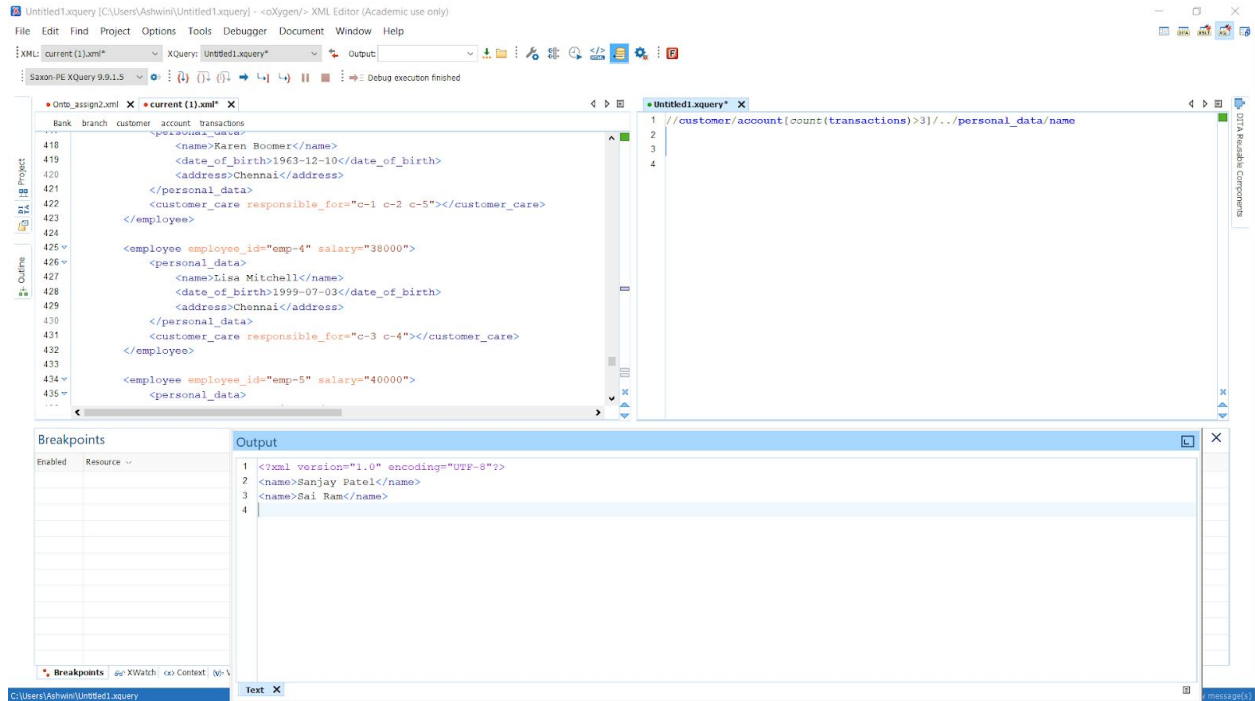 Untitled1.xquery [C:\Users\Ashwini\Untitled1.xquery] - <oXygen/> XML Editor (Academic use only)
File Edit Find Project Options Tools Debugger Document Window Help
XML: current (1).xml* XQuery: Untitled1.xquery* Output:
Saxon-PE XQuery 9.9.1.5 Debug execution finished
Onto_assign2.xml current (1).xml*
Bank branch customer account transactions
418 <name>Karen Boomer</name>
419 <date_of_birth>1963-12-10</date_of_birth>
420 <address>Chennai</address>
421 </personal_data>
422 <customer_care responsible_for="c-1 c-2 c-5"></customer_care>
423 </employee>
424
425 <employee employee_id="emp-4" salary="38000">
426 <personal_data>
427 <name>Lisa Mitchell</name>
428 <date_of_birth>1999-07-03</date_of_birth>
429 <address>Chennai</address>
430 </personal_data>
431 <customer_care responsible_for="c-3 c-4"></customer_care>
432 </employee>
433
434 <employee employee_id="emp-5" salary="40000">
435 <personal_data>
Untitled1.xquery*
1 //customer/account[count(transactions)>3]/../personal_data/name
2
3
4
Project
Outline
DITA Reusable Components
Breakpoints
Enabled Resource
Breakpoints XWatch Context
Output
1 <?xml version="1.0" encoding="UTF-8"?>
2 <name>Sanjay Patel</name>
3 <name>Sai Ram</name>
4
Text
C:\Users\Ashwini\Untitled1.xquery
message(s)